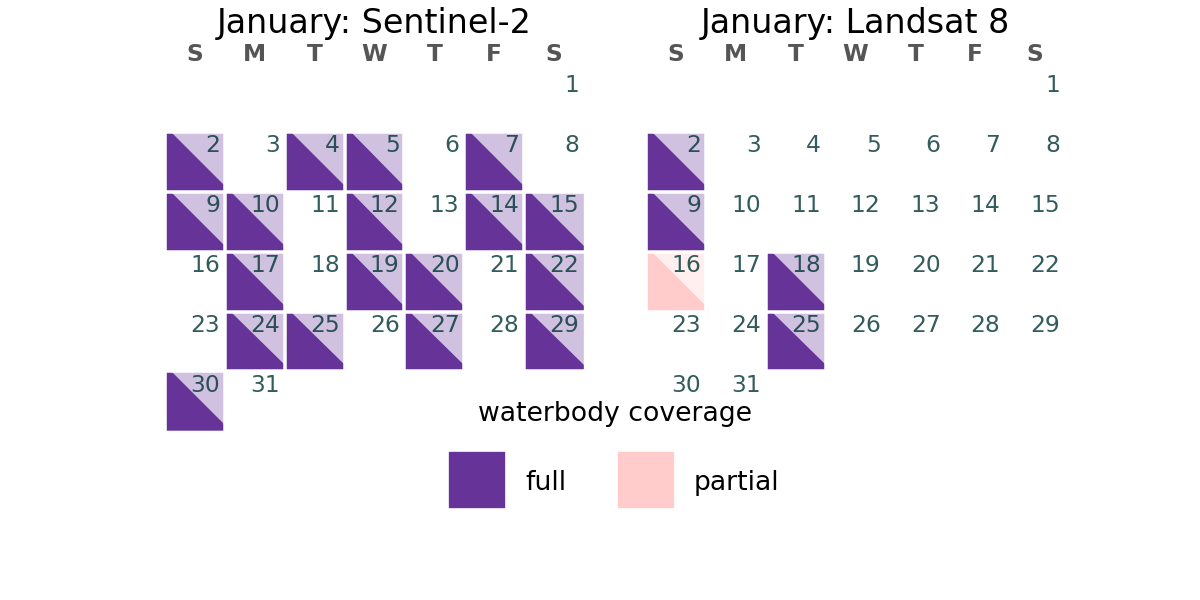 January: Sentinel-2
S M T W T F S
1
2 3 4 5 6 7 8
9 10 11 12 13 14 15
16 17 18 19 20 21 22
23 24 25 26 27 28 29
30 31
January: Landsat 8
S M T W T F S
1
2 3 4 5 6 7 8
9 10 11 12 13 14 15
16 17 18 19 20 21 22
23 24 25 26 27 28 29
30 31
waterbody coverage
full
partial